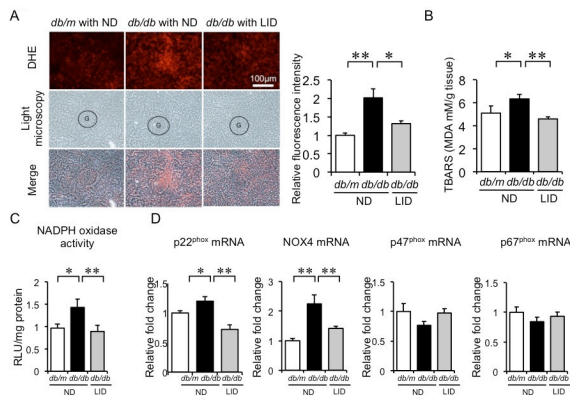 A
db/m with ND
db/db with ND
db/db with LID
DHE
100μm
Light microscopy
G
G
G
Merge
Relative fluorescence intensity
2.5
2
1.5
1
0.5
0
** *
db/m db/db db/db
ND LID
B
TBARS (MDA mM/g tissue)
8
6
4
2
0
* **
db/m db/db db/db
ND LID
C
NADPH oxidase
activity
RLU/mg protein
2
1.5
1
0.5
0
* **
db/m db/db db/db
ND LID
D
p22phox mRNA
Relative fold change
1.5
1
0.5
0
* **
db/m db/db db/db
ND LID
NOX4 mRNA
Relative fold change
2.5
2
1.5
1
0.5
0
** **
db/m db/db db/db
ND LID
p47phox mRNA
Relative fold change
1.5
1
0.5
0
db/m db/db db/db
ND LID
p67phox mRNA
Relative fold change
1.5
1
0.5
0
db/m db/db db/db
ND LID